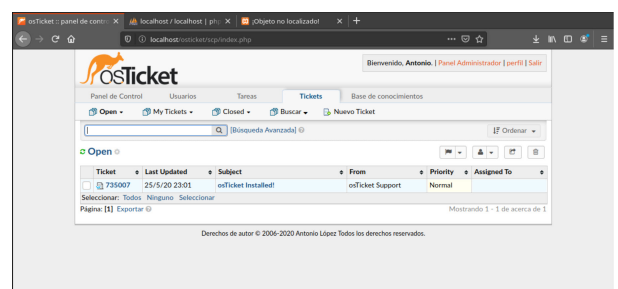 osTicket :: panel de contro
localhost / localhost | php
¡Objeto no localizado!
localhost/osticket/scp/index.php
osTicket
Bienvenido, Antonio. | Panel Administrador | perfil | Salir
Panel de Control Usuarios Tareas Tickets Base de conocimientos
Open My Tickets Closed Buscar Nuevo Ticket
[Búsqueda Avanzada] Ordenar
Open
Ticket Last Updated Subject From Priority Assigned To
735007 25/5/20 23:01 osTicket Installed! osTicket Support Normal
Seleccionar: Todos Ninguno Seleccionar
Página: [1] Exportar Mostrando 1 - 1 de acerca de 1
Derechos de autor © 2006-2020 Antonio López Todos los derechos reservados.